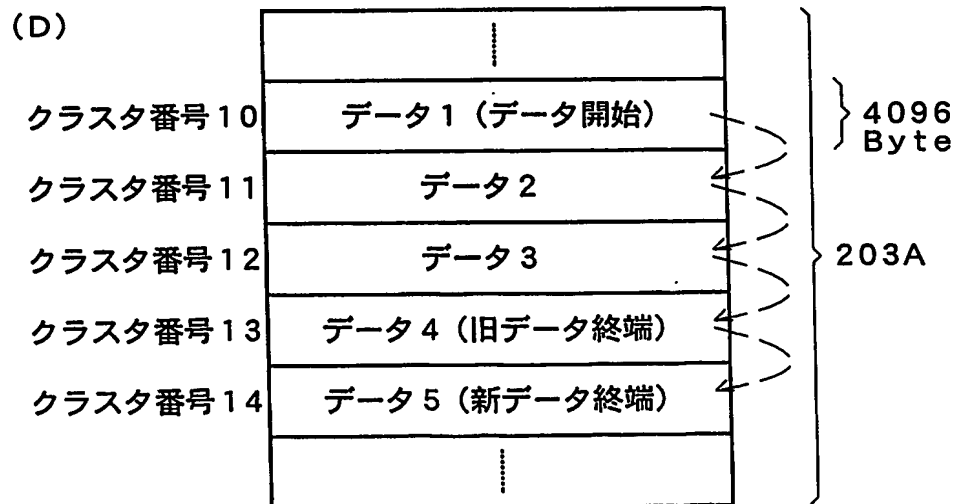 (D)
クラスタ番号10 データ1(データ開始) 4096
Byte
クラスタ番号11 データ2
クラスタ番号12 データ3 203A
クラスタ番号13 データ4(旧データ終端)
クラスタ番号14 データ5(新データ終端)